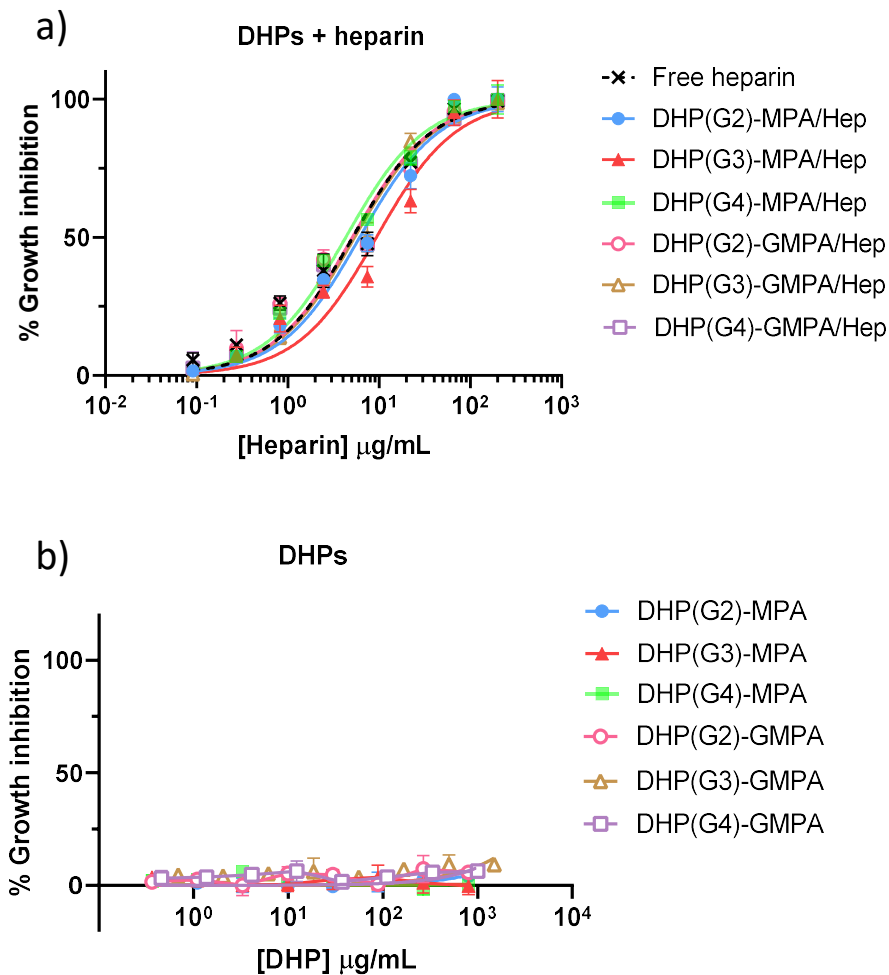 a)
DHPs + heparin
% Growth inhibition
100
50
0
10-2
10-1
100
101
102
103
[Heparin] μg/mL
Free heparin
DHP(G2)-MPA/Hep
DHP(G3)-MPA/Hep
DHP(G4)-MPA/Hep
DHP(G2)-GMPA/Hep
DHP(G3)-GMPA/Hep
DHP(G4)-GMPA/Hep
b)
DHPs
% Growth inhibition
100
50
0
100
101
102
103
104
[DHP] μg/mL
DHP(G2)-MPA
DHP(G3)-MPA
DHP(G4)-MPA
DHP(G2)-GMPA
DHP(G3)-GMPA
DHP(G4)-GMPA